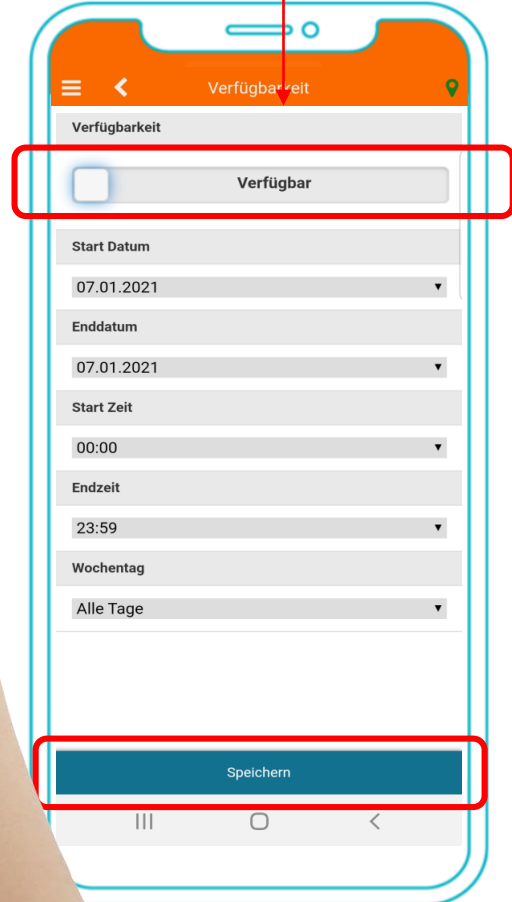 Verfügbarkeit
Verfügbarkeit
Verfügbar
Start Datum
07.01.2021
Enddatum
07.01.2021
Start Zeit
00:00
Endzeit
23:59
Wochentag
Alle Tage
Speichern